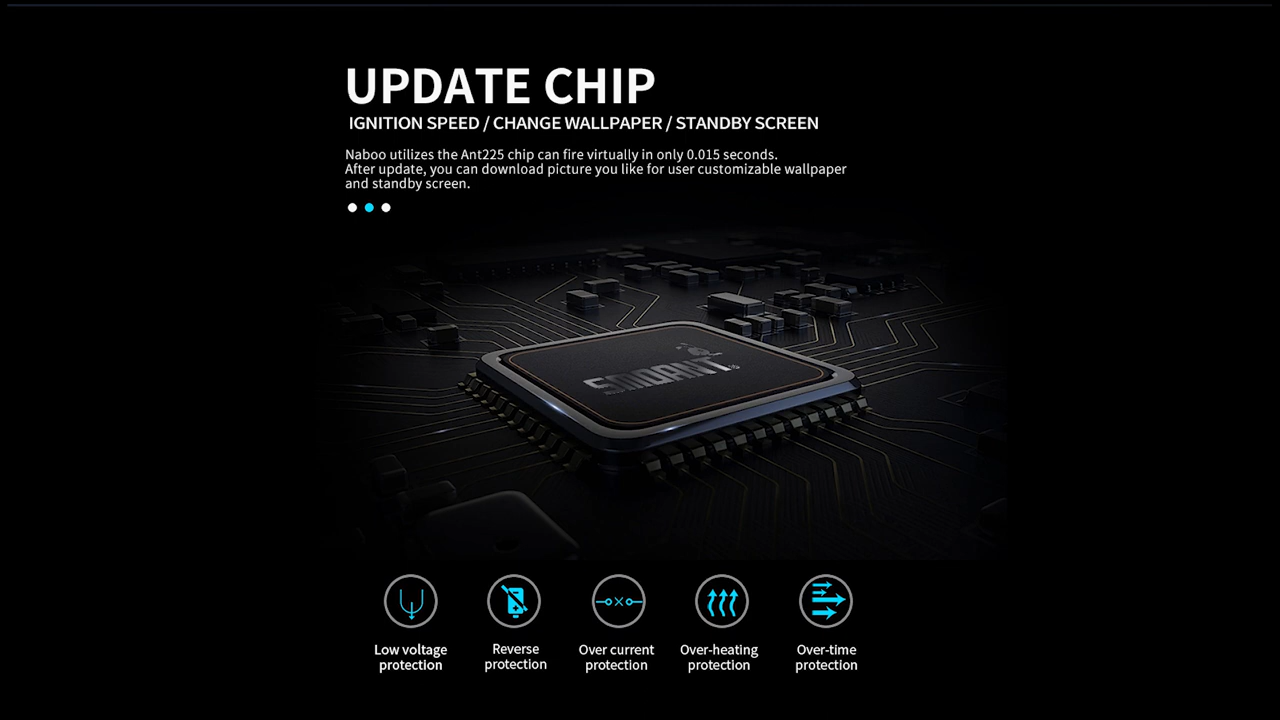 UPDATE CHIP
IGNITION SPEED / CHANGE WALLPAPER / STANDBY SCREEN
Naboo utilizes the Ant225 chip can fire virtually in only 0.015 seconds.
After update, you can download picture you like for user customizable wallpaper
and standby screen.
SMOANT
Low voltage
protection
Reverse
protection
Over current
protection
Over-heating
protection
Over-time
protection